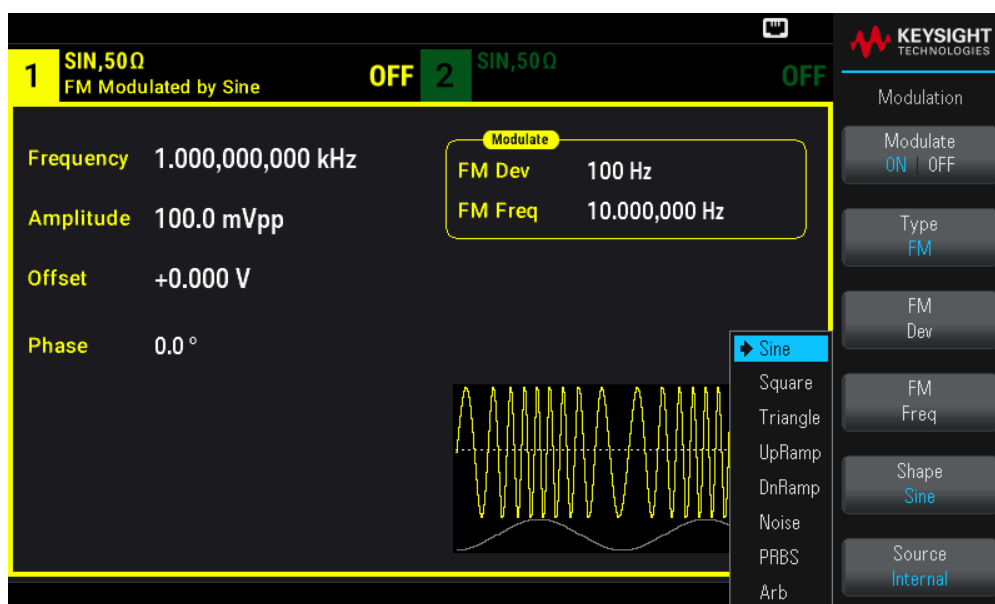 KEYSIGHT
TECHNOLOGIES
1
SIN,50Ω
FM Modulated by Sine
OFF
2
SIN,50Ω
OFF
Frequency 1.000,000,000 kHz
Amplitude 100.0 mVpp
Offset +0.000 V
Phase 0.0 °
Modulate
FM Dev 100 Hz
FM Freq 10.000,000 Hz
Sine
Square
Triangle
UpRamp
DnRamp
Noise
PRBS
Arb
Modulation
Modulate
ON | OFF
Type
FM
FM
Dev
FM
Freq
Shape
Sine
Source
Internal